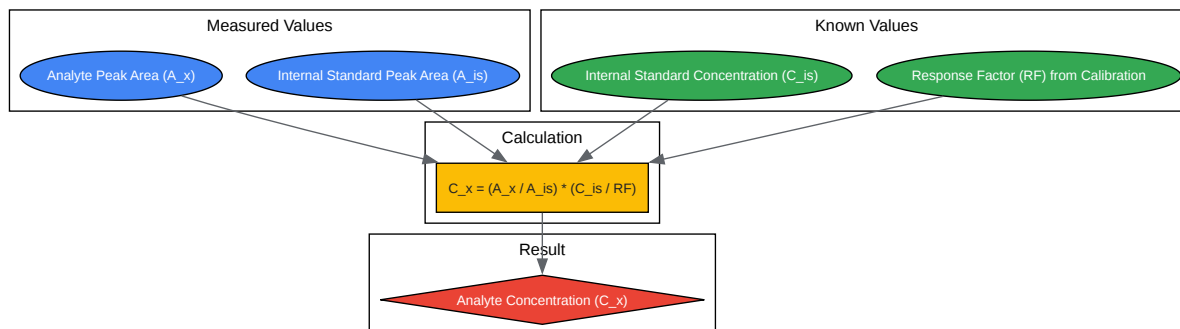 Measured Values
Known Values
Analyte Peak Area (A_x)
Internal Standard Peak Area (A_is)
Internal Standard Concentration (C_is)
Response Factor (RF) from Calibration
Calculation
C_x = (A_x / A_is) * (C_is / RF)
Result
Analyte Concentration (C_x)